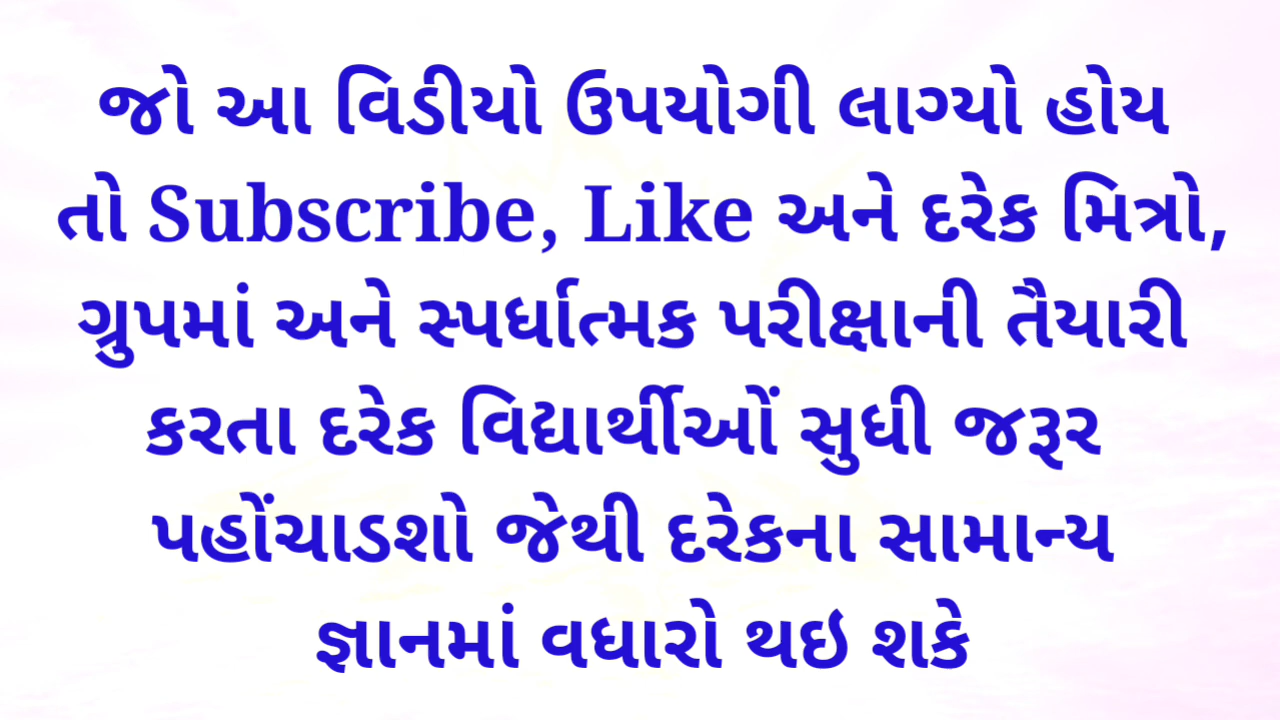 જો આ વિડીયો ઉપયોગી લાગ્યો હોય
તો Subscribe, Like અને દરેક મિત્રો,
ગ્રુપમાં અને સ્પર્ધાત્મક પરીક્ષાની તૈયારી
કરતા દરેક વિદ્યાર્થીઓં સુધી જરૂર
પહોંચાડશો જેથી દરેકના સામાન્ય
જ્ઞાનમાં વધારો થઇ શકે